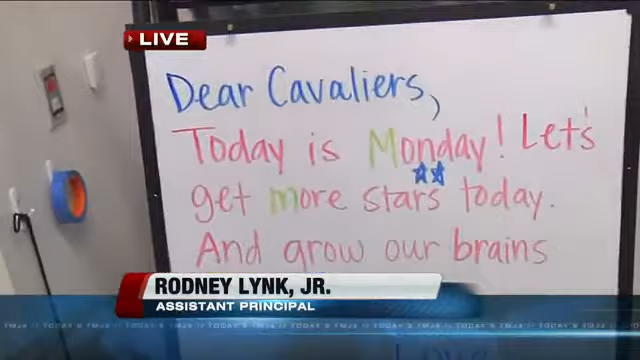 LIVE
Dear Cavaliers,
Today is Monday! Let's
get more stars today.
And grow our brains
RODNEY LYNK, JR.
ASSISTANT PRINCIPAL